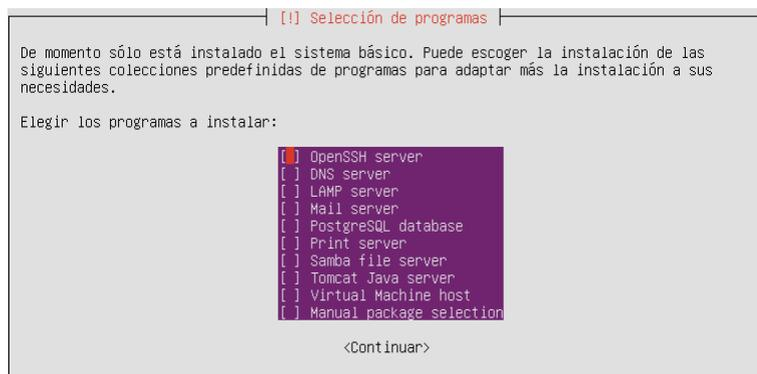 [!] Selección de programas
De momento sólo está instalado el sistema básico. Puede escoger la instalación de las
siguientes colecciones predefinidas de programas para adaptar más la instalación a sus
necesidades.
Elegir los programas a instalar:
[ ] OpenSSH server
[ ] DNS server
[ ] LAMP server
[ ] Mail server
[ ] PostgreSQL database
[ ] Print server
[ ] Samba file server
[ ] Tomcat Java server
[ ] Virtual Machine host
[ ] Manual package selection
<Continuar>